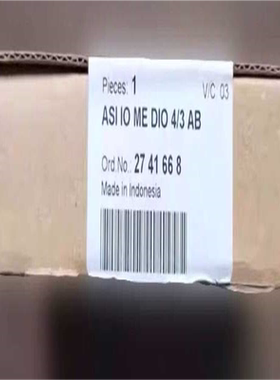 Pieces: 1 V/C 03
ASI IO ME DIO 4/3 AB
Ord.No.: 27 41 66 8
Made in Indonesia